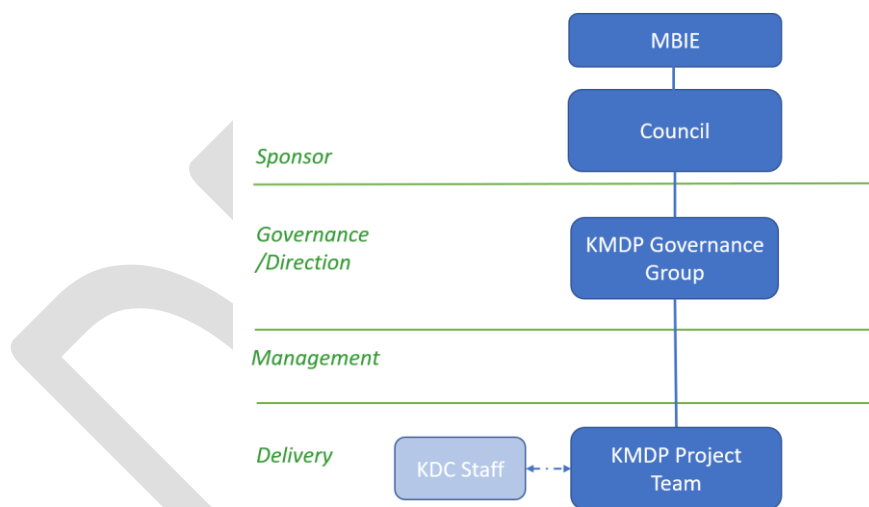 MBIE
Council
Sponsor
Governance
/Direction
KMDP Governance
Group
Management
Delivery
KDC Staff
KMDP Project
Team